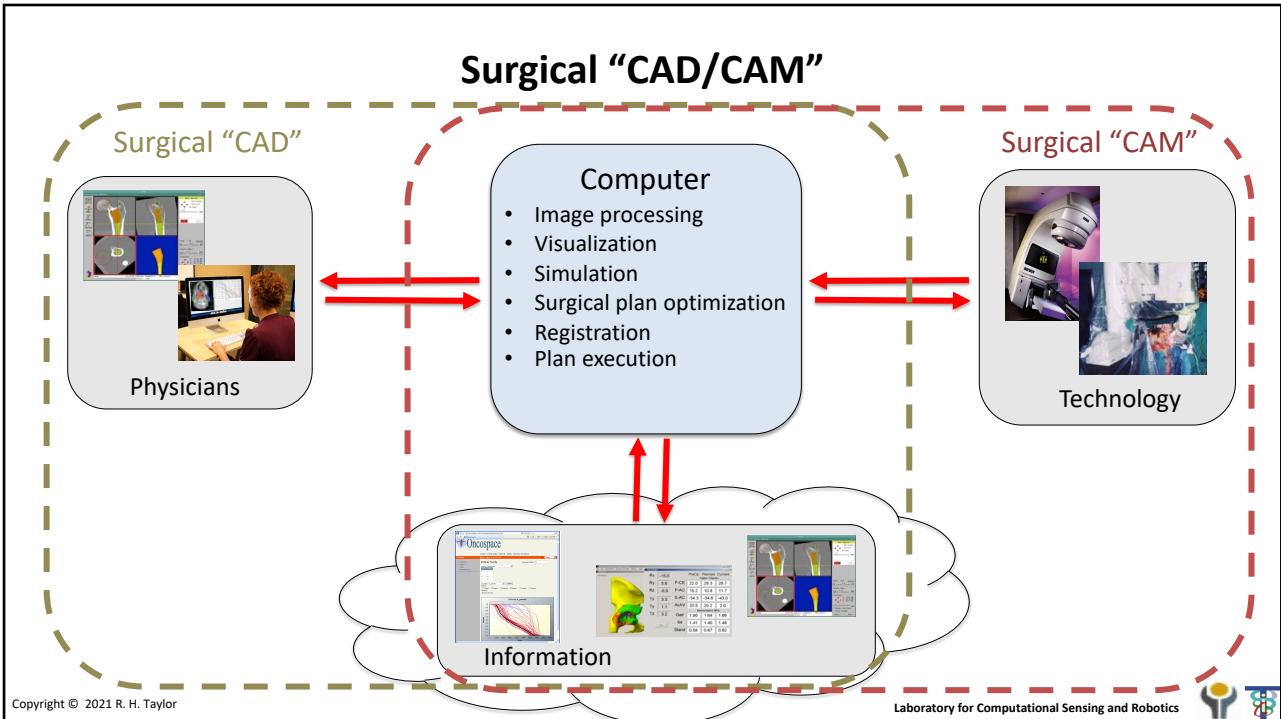 Surgical “CAD/CAM”
Surgical “CAD”
Surgical “CAM”
Computer
• Image processing
• Visualization
• Simulation
• Surgical plan optimization
• Registration
• Plan execution
Physicians
Technology
Oncospace
Information
Copyright © 2021 R. H. Taylor
Laboratory for Computational Sensing and Robotics